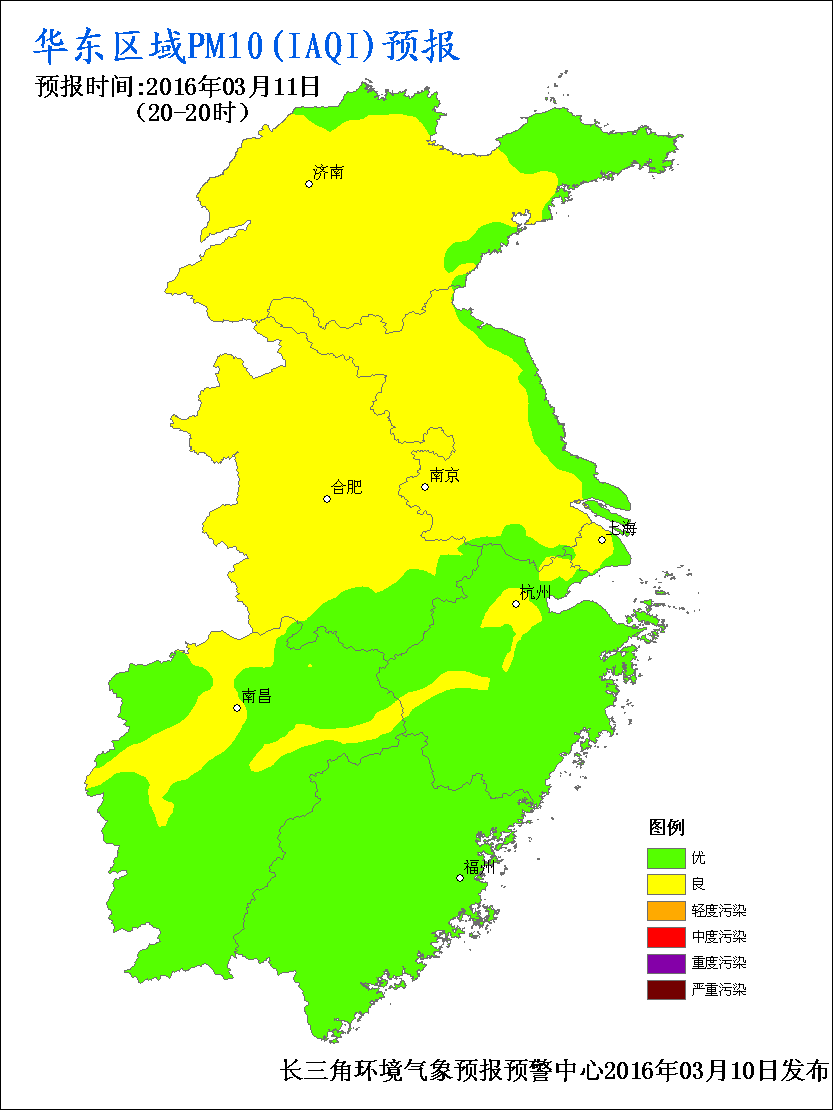 华东区域PM10(IAQI)预报
预报时间:2016年03月11日
（20-20时）
济南
南京
合肥
上海
杭州
南昌
福州
图例
优
良
轻度污染
中度污染
重度污染
严重污染
长三角环境气象预报预警中心2016年03月10日发布